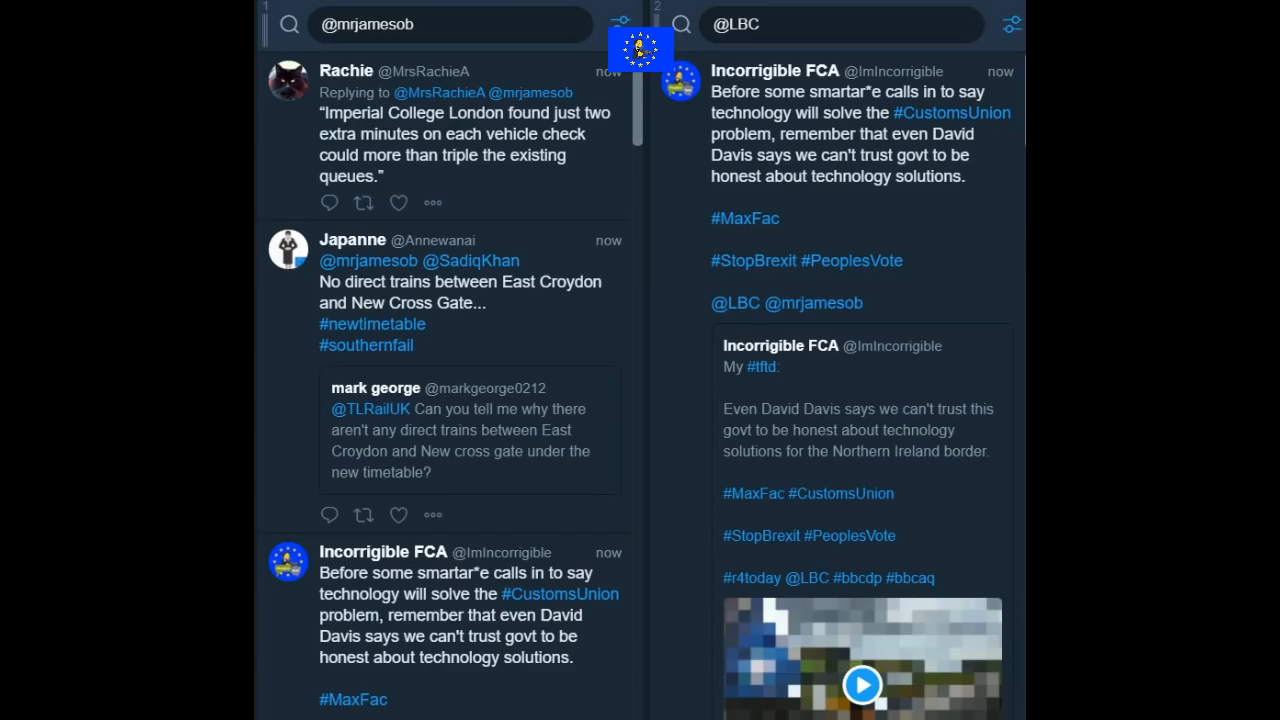 1
@mrjamesob
Rachie @MrsRachieA now
Replying to @MrsRachieA @mrjamesob
“Imperial College London found just two
extra minutes on each vehicle check
could more than triple the existing
queues.”
Japanne @Annewanai now
@mrjamesob @SadiqKhan
No direct trains between East Croydon
and New Cross Gate...
#newtimetable
#southernfail
mark george @markgeorge0212
@TLRailUK Can you tell me why there
aren't any direct trains between East
Croydon and New cross gate under the
new timetable?
Incorrigible FCA @ImIncorrigible now
Before some smartar*e calls in to say
technology will solve the #CustomsUnion
problem, remember that even David
Davis says we can't trust govt to be
honest about technology solutions.
#MaxFac
2
@LBC
Incorrigible FCA @ImIncorrigible now
Before some smartar*e calls in to say
technology will solve the #CustomsUnion
problem, remember that even David
Davis says we can't trust govt to be
honest about technology solutions.
#MaxFac
#StopBrexit #PeoplesVote
@LBC @mrjamesob
Incorrigible FCA @ImIncorrigible
My #tftd:
Even David Davis says we can't trust this
govt to be honest about technology
solutions for the Northern Ireland border.
#MaxFac #CustomsUnion
#StopBrexit #PeoplesVote
#r4today @LBC #bbcdp #bbcaq